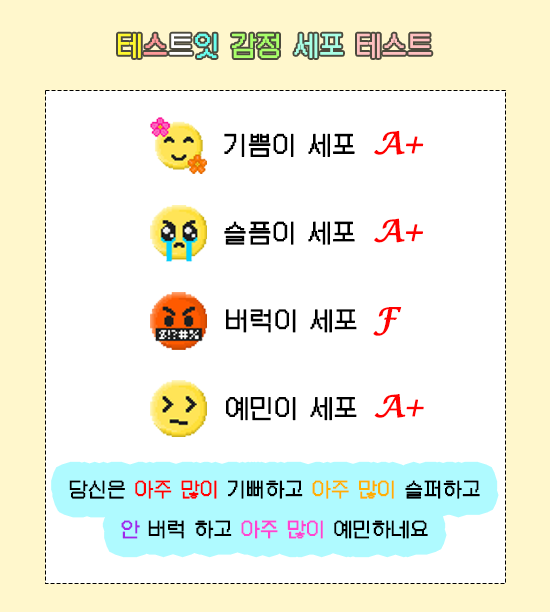 테스트잇 감정 세포 테스트
기쁨이 세포 A+
슬픔이 세포 A+
$!?#%
버럭이 세포 F
예민이 세포 A+
당신은 아주 많이 기뻐하고 아주 많이 슬퍼하고
안 버럭 하고 아주 많이 예민하네요